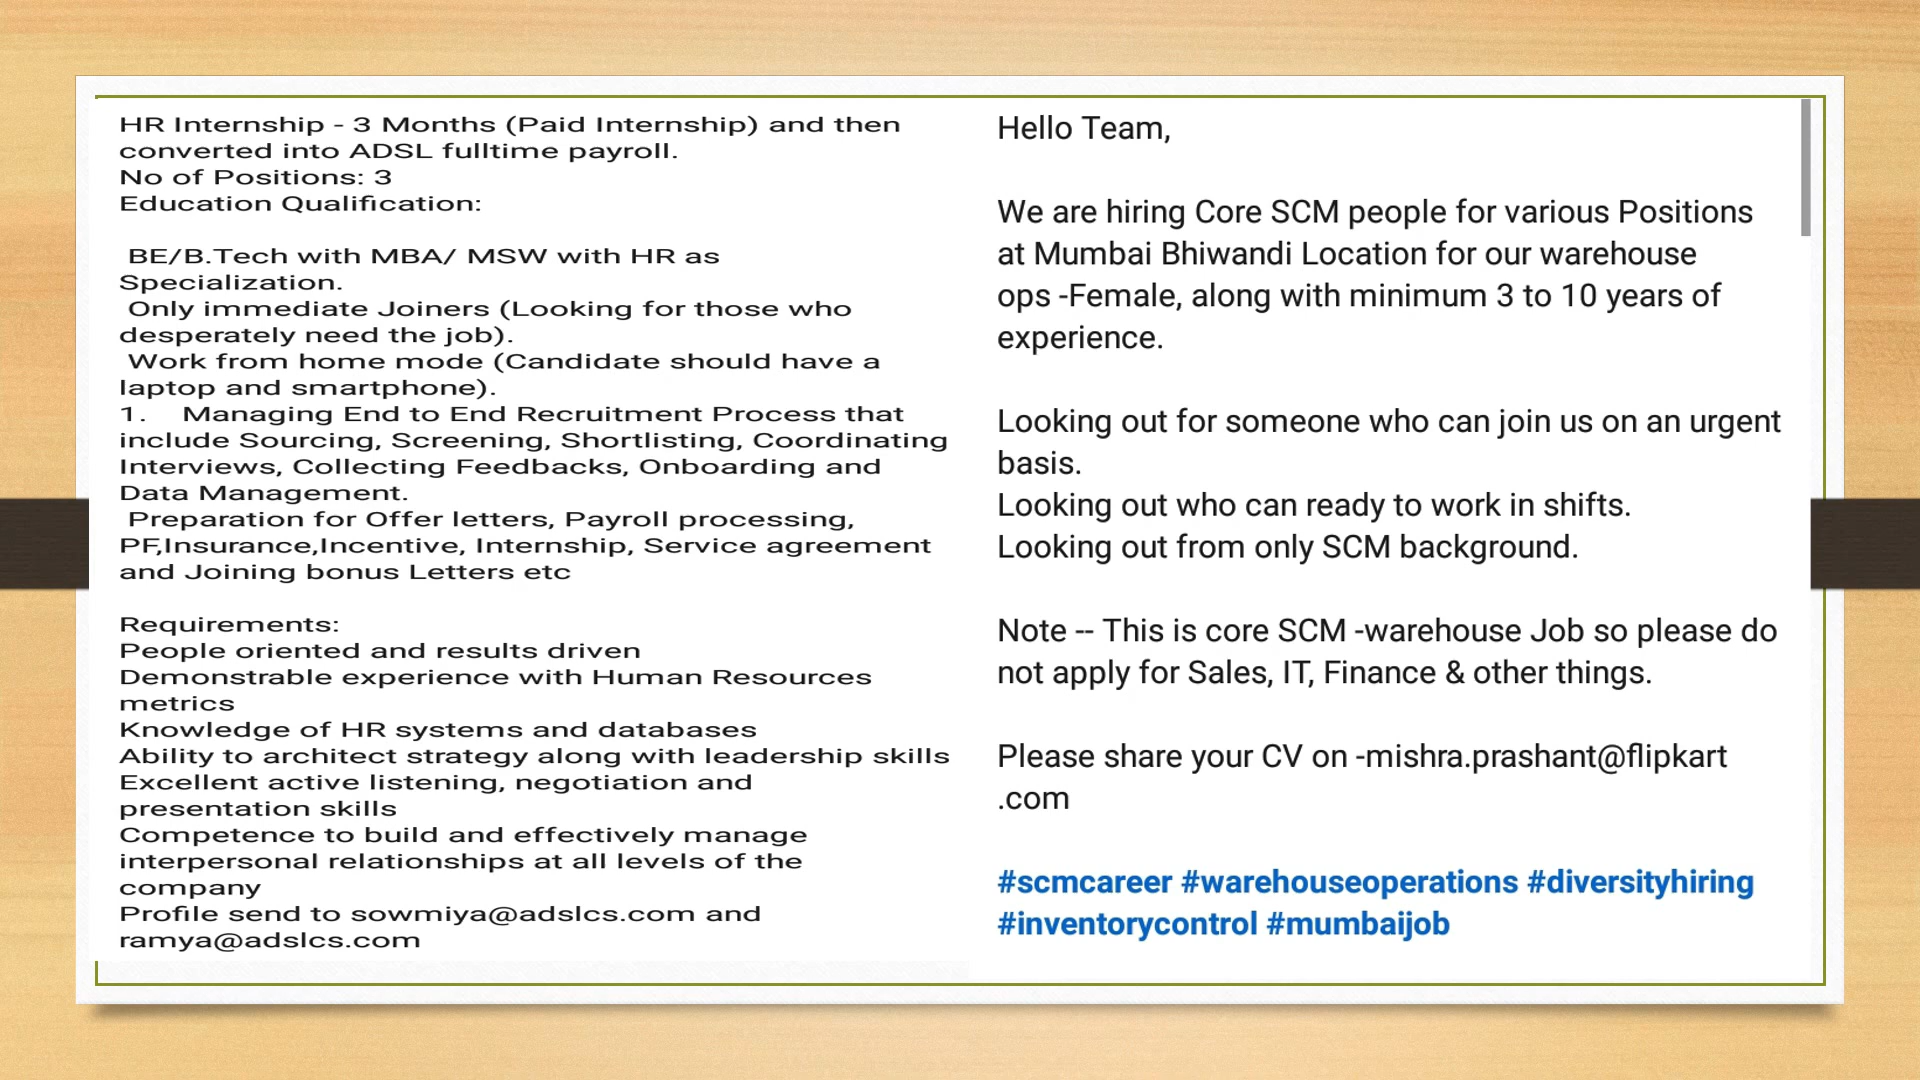 HR Internship - 3 Months (Paid Internship) and then
converted into ADSL fulltime payroll.
No of Positions: 3
Education Qualification:
BE/B.Tech with MBA/ MSW with HR as
Specialization.
Only immediate Joiners (Looking for those who
desperately need the job).
Work from home mode (Candidate should have a
laptop and smartphone).
1. Managing End to End Recruitment Process that
include Sourcing, Screening, Shortlisting, Coordinating
Interviews, Collecting Feedbacks, Onboarding and
Data Management.
Preparation for Offer letters, Payroll processing,
PF,Insurance,Incentive, Internship, Service agreement
and Joining bonus Letters etc
Requirements:
People oriented and results driven
Demonstrable experience with Human Resources
metrics
Knowledge of HR systems and databases
Ability to architect strategy along with leadership skills
Excellent active listening, negotiation and
presentation skills
Competence to build and effectively manage
interpersonal relationships at all levels of the
company
Profile send to sowmiya@adslcs.com and
ramya@adslcs.com
Hello Team,
We are hiring Core SCM people for various Positions
at Mumbai Bhiwandi Location for our warehouse
ops -Female, along with minimum 3 to 10 years of
experience.
Looking out for someone who can join us on an urgent
basis.
Looking out who can ready to work in shifts.
Looking out from only SCM background.
Note -- This is core SCM -warehouse Job so please do
not apply for Sales, IT, Finance & other things.
Please share your CV on -mishra.prashant@flipkart
.com
#scmcareer #warehouseoperations #diversityhiring
#inventorycontrol #mumbaijob